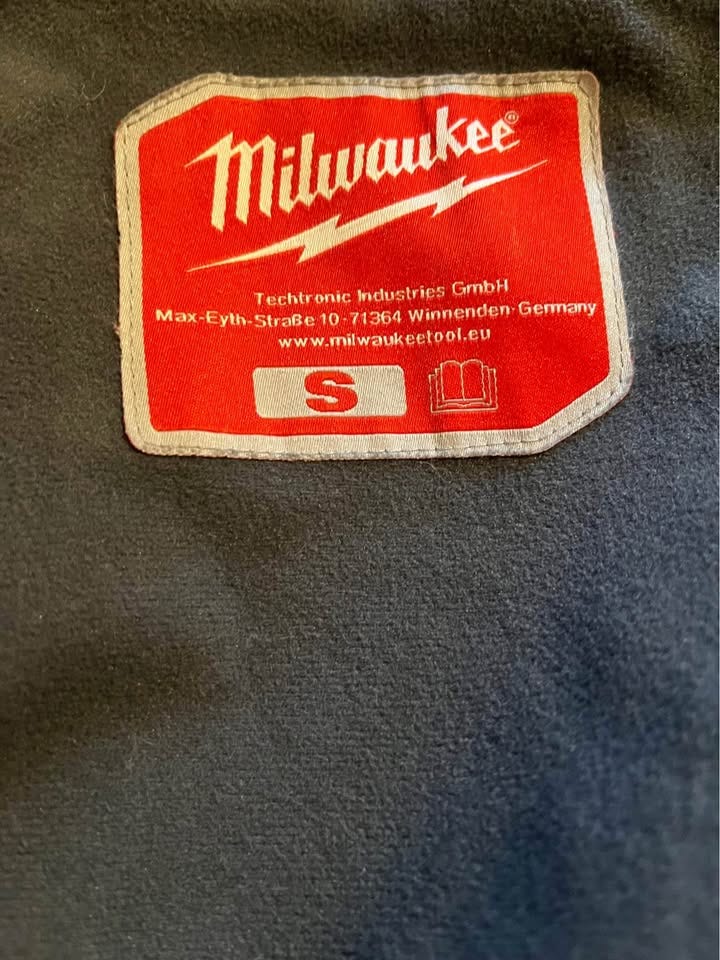 Milwaukee®
Techtronic Industries GmbH
Max-Eyth-Straße 10 - 71364 Winnenden-Germany
www.milwaukeetool.eu
S